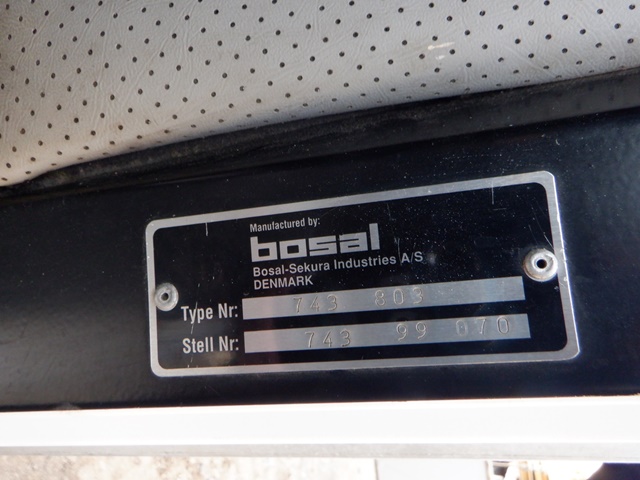 Manufactured by:
bosal
Bosal-Sekura Industries A/S
DENMARK
Type Nr: 743 803
Stell Nr: 743 99 070